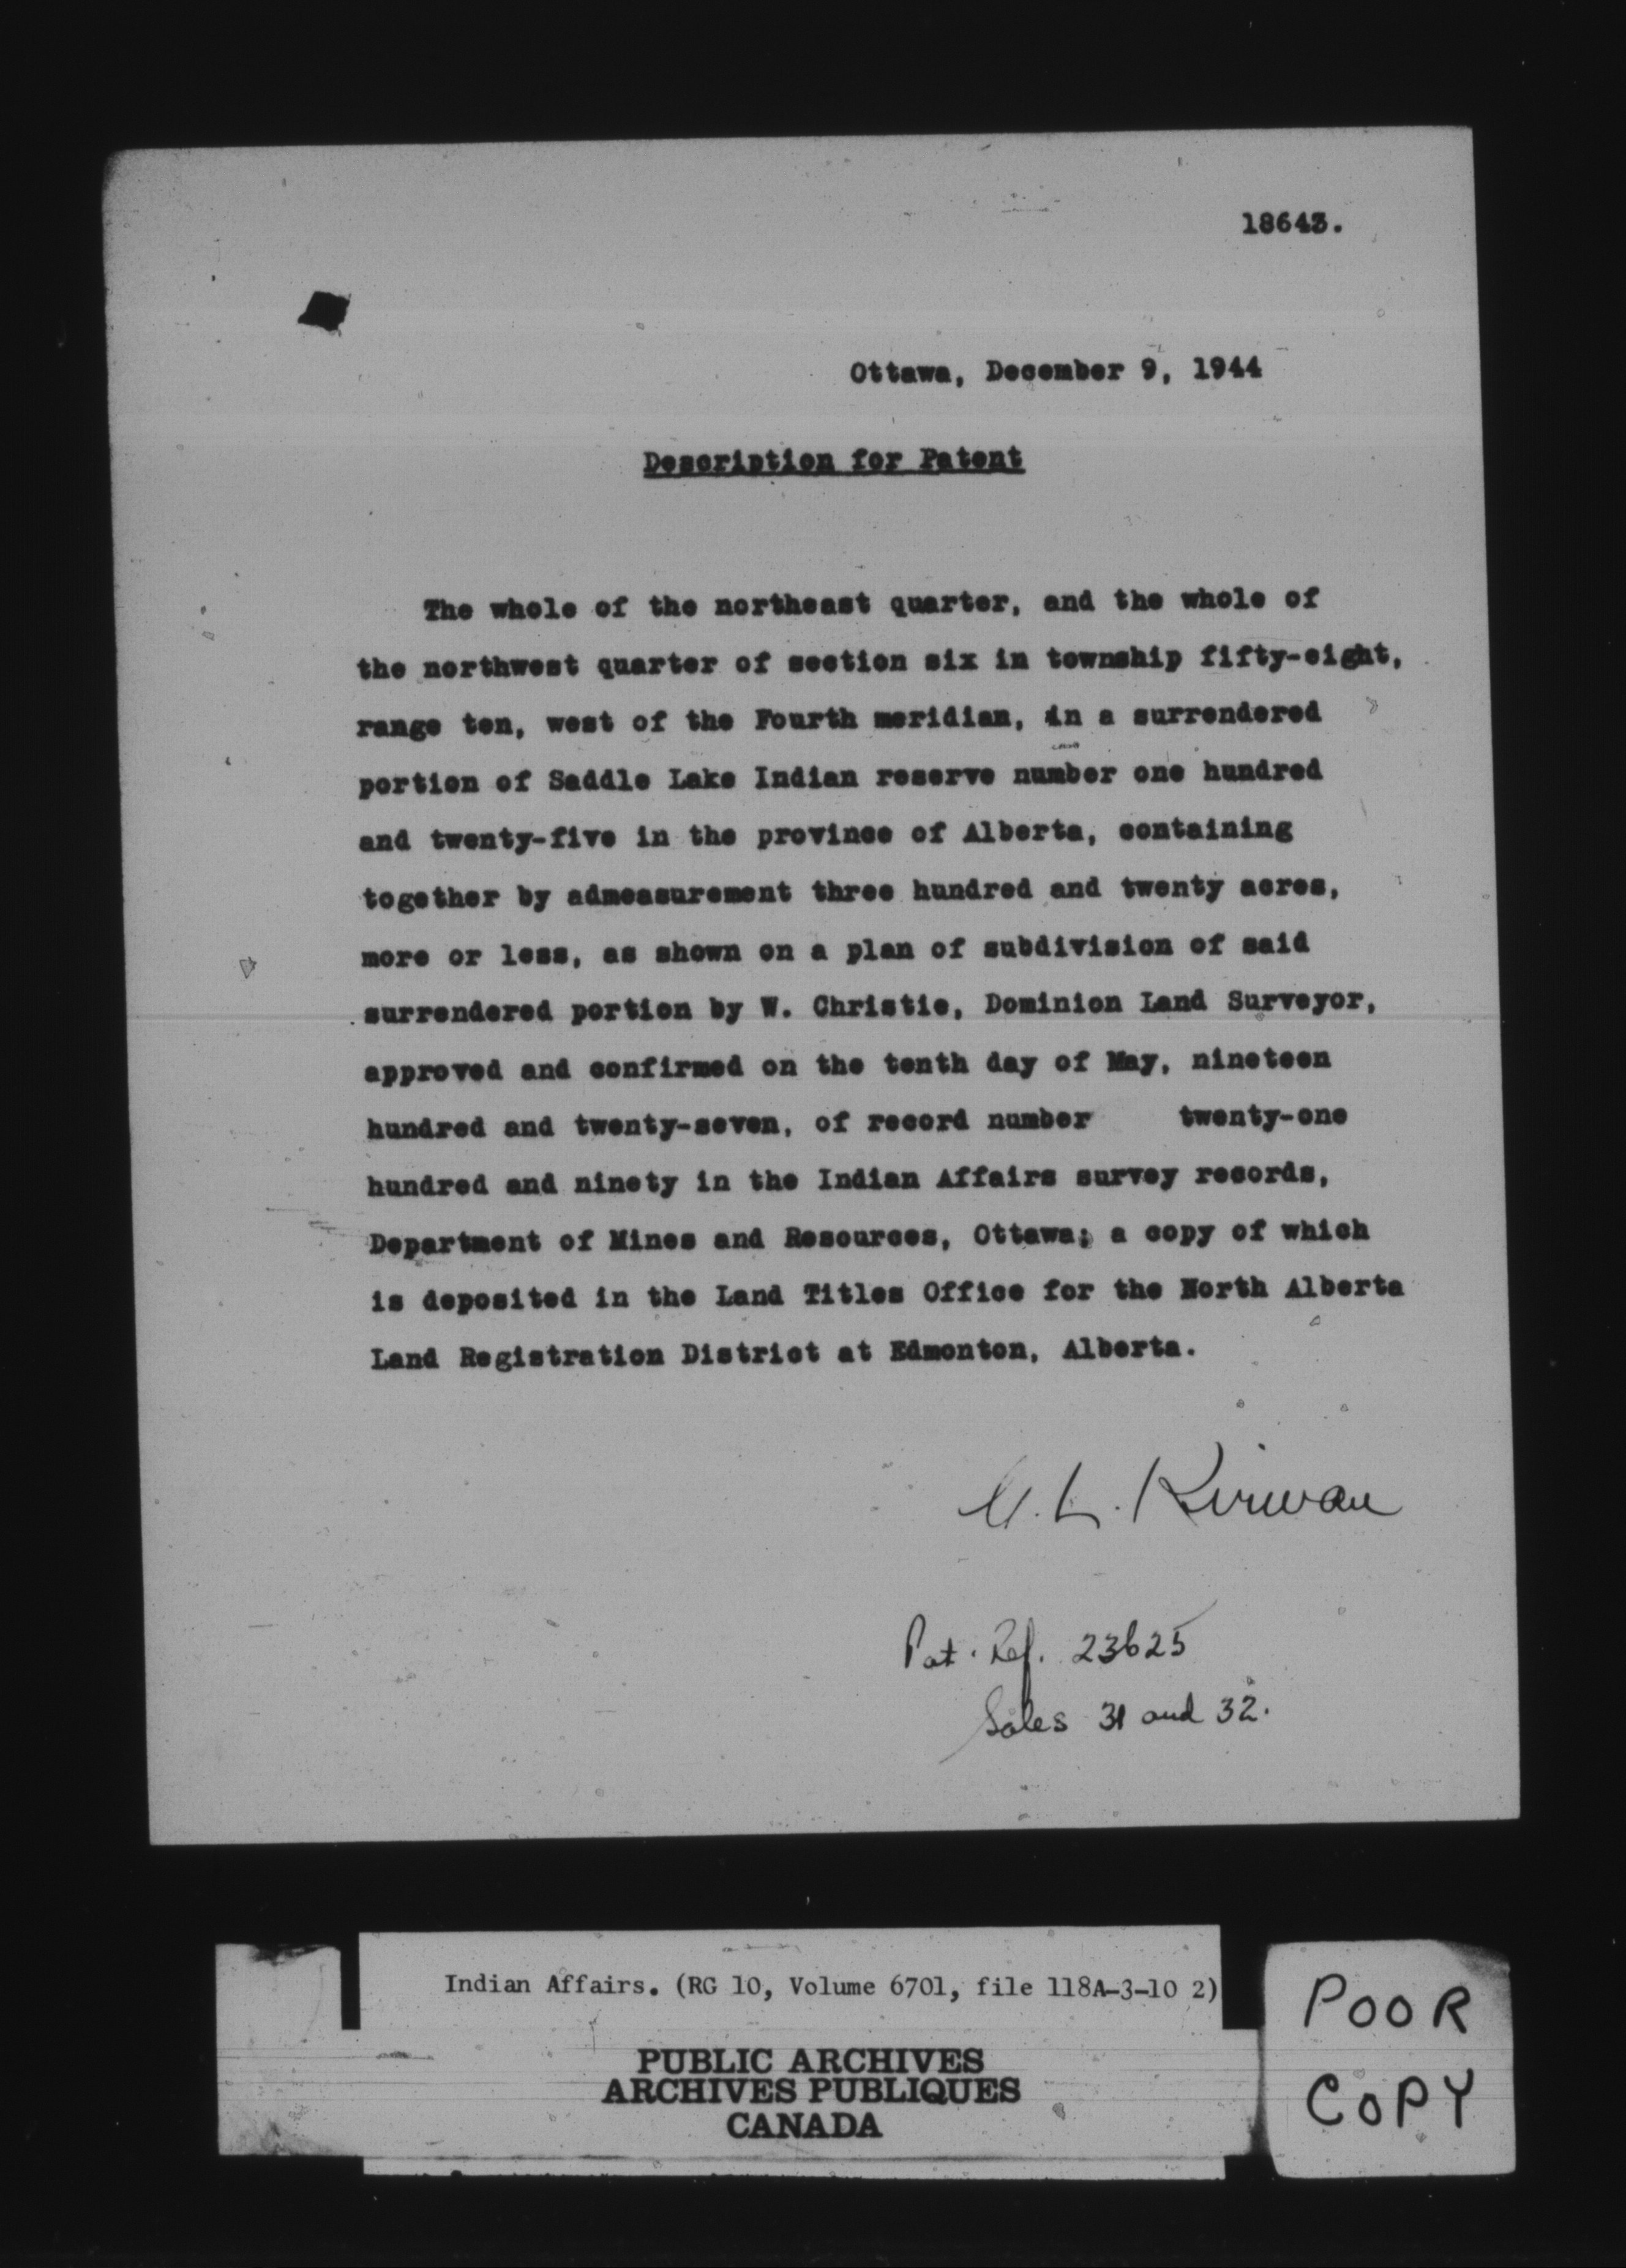 18643.
Ottawa, December 9, 1944
Description for Patent
The whole of the northeast quarter, and the whole of
the northwest quarter of section six in township fifty-eight,
range ten, west of the Fourth meridian, in a surrendered
portion of Saddle Lake Indian reserve number one hundred
and twenty-five in the province of Alberta, containing
together by admeasurement three hundred and twenty acres,
more or less, as shown on a plan of subdivision of said
surrendered portion by W. Christie, Dominion Land Surveyor,
approved and confirmed on the tenth day of May, nineteen
hundred and twenty-seven, of record number twenty-one
hundred and ninety in the Indian Affairs survey records,
Department of Mines and Resources, Ottawa; a copy of which
is deposited in the Land Titles Office for the North Alberta
Land Registration District at Edmonton, Alberta.
L. Kirwan
Pat. Ref. 23625
Sales 31 and 32.
Indian Affairs. (RG 10, Volume 6701, file 118A-3-10 2)
PUBLIC ARCHIVES
ARCHIVES PUBLIQUES
CANADA
POOR
COPY